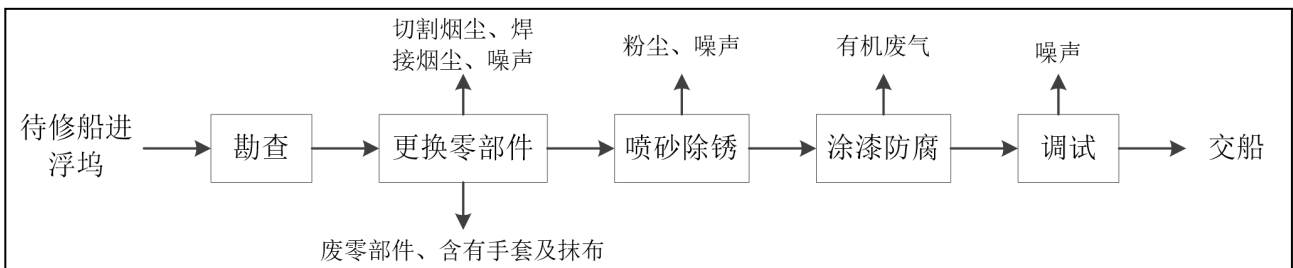 切割烟尘、焊
接烟尘、噪声
粉尘、噪声
有机废气
噪声
待修船进
浮坞
勘查
更换零部件
喷砂除锈
涂漆防腐
调试
交船
废零部件、含有手套及抹布